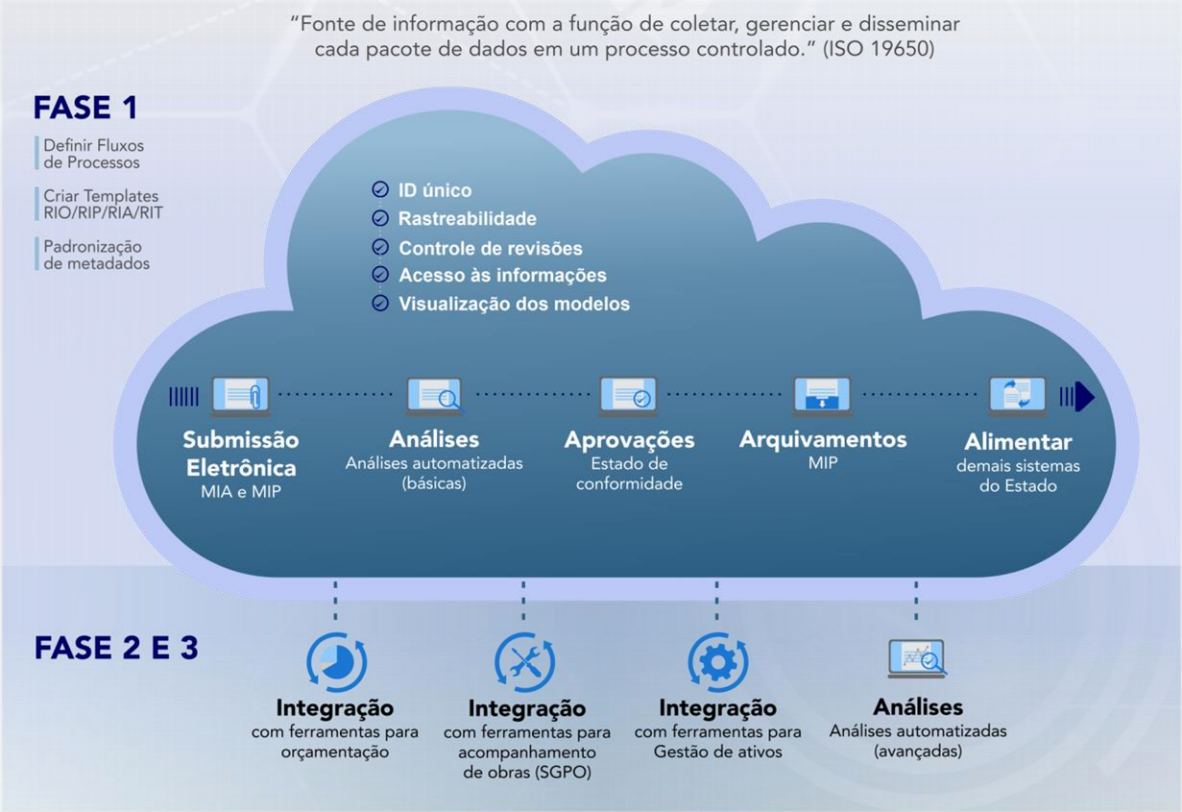 “Fonte de informação com a função de coletar, gerenciar e disseminar
cada pacote de dados em um processo controlado.” (ISO 19650)
FASE 1
Definir Fluxos
de Processos
Criar Templates
RIO/RIP/RIA/RIT
Padronização
de metadados
ID único
Rastreabilidade
Controle de revisões
Acesso às informações
Visualização dos modelos
Submissão
Eletrônica
MIA e MIP
Análises
Análises automatizadas
(básicas)
Aprovações
Estado de
conformidade
Arquivamentos
MIP
Alimentar
demais sistemas
do Estado
FASE 2 E 3
Integração
com ferramentas para
orçamentação
Integração
com ferramentas para
acompanhamento
de obras (SGPO)
Integração
com ferramentas para
Gestão de ativos
Análises
Análises automatizadas
(avançadas)